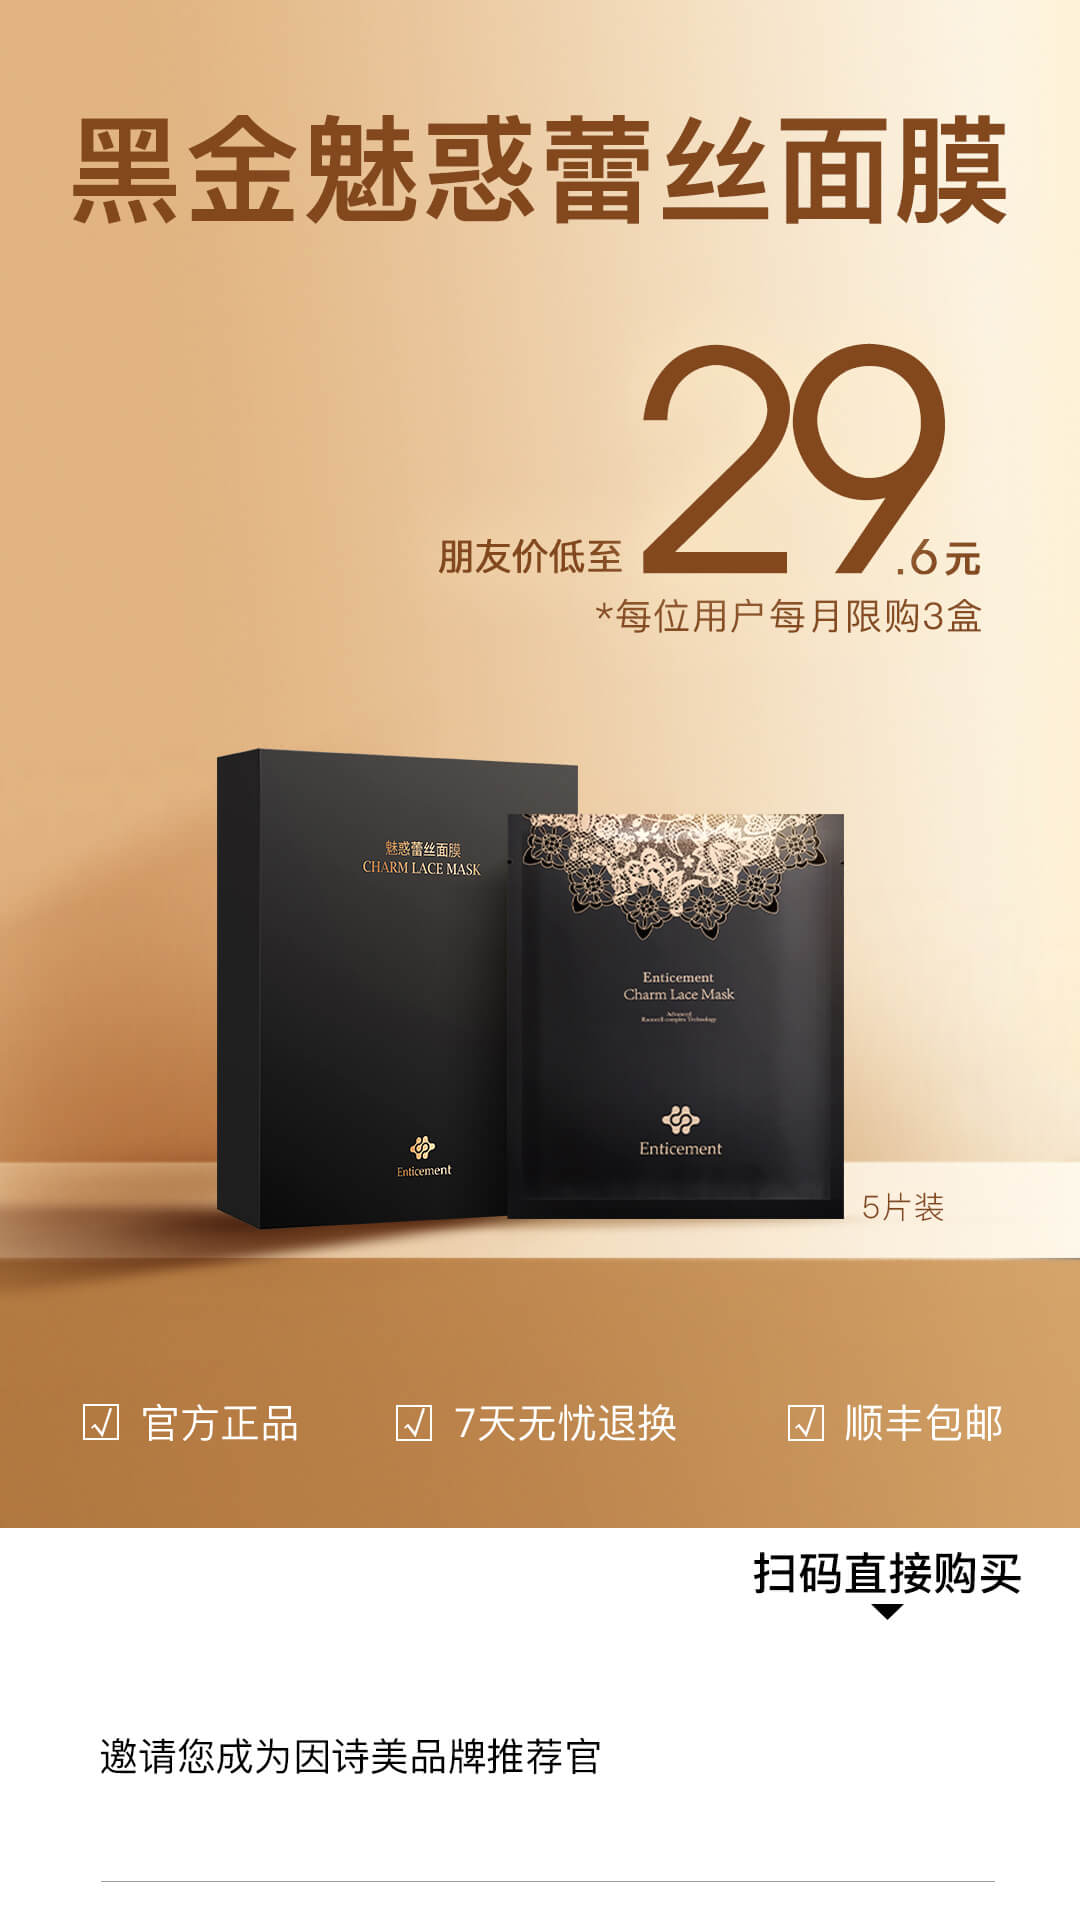 黑金魅惑蕾丝面膜
朋友价低至29.6元
*每位用户每月限购3盒
魅惑蕾丝面膜
CHARM LACE MASK
Enticement
Enticement
Charm Lace Mask
Advanced
Enticement
5片装
官方正品
7天无忧退换
顺丰包邮
扫码直接购买
邀请您成为因诗美品牌推荐官